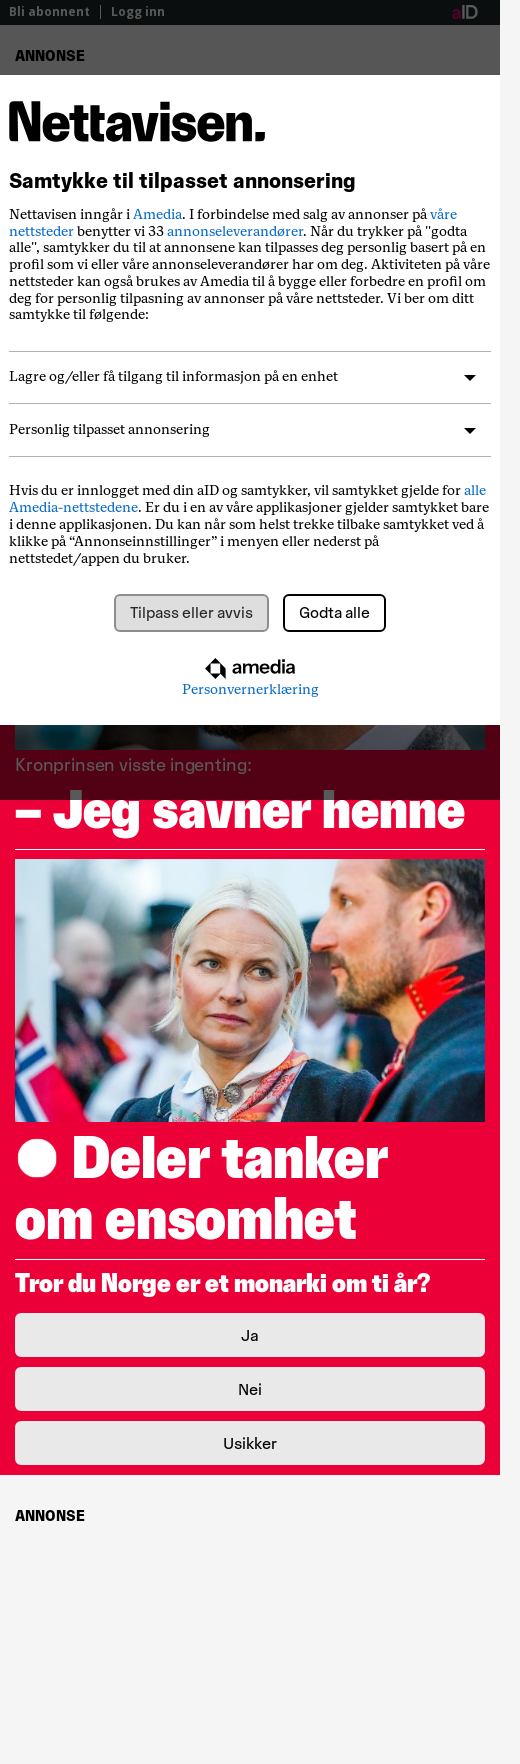 Bli abonnent
Logg inn
aID
ANNONSE
Nettavisen.
Samtykke til tilpasset annonsering
Nettavisen inngår i Amedia. I forbindelse med salg av annonser på våre
nettsteder benytter vi 33 annonseleverandører. Når du trykker på "godta
alle", samtykker du til at annonsene kan tilpasses deg personlig basert på en
profil som vi eller våre annonseleverandører har om deg. Aktiviteten på våre
nettsteder kan også brukes av Amedia til å bygge eller forbedre en profil om
deg for personlig tilpasning av annonser på våre nettsteder. Vi ber om ditt
samtykke til følgende:
Lagre og/eller få tilgang til informasjon på en enhet
Personlig tilpasset annonsering
Hvis du er innlogget med din aID og samtykker, vil samtykket gjelde for alle
Amedia-nettstedene. Er du i en av våre applikasjoner gjelder samtykket bare
i denne applikasjonen. Du kan når som helst trekke tilbake samtykket ved å
klikke på “Annonseinnstillinger” i menyen eller nederst på
nettstedet/appen du bruker.
Tilpass eller avvis
Godta alle
amedia
Personvernerklæring
Kronprinsen visste ingenting:
– Jeg savner henne
● Deler tanker
om ensomhet
Tror du Norge er et monarki om ti år?
Ja
Nei
Usikker
ANNONSE